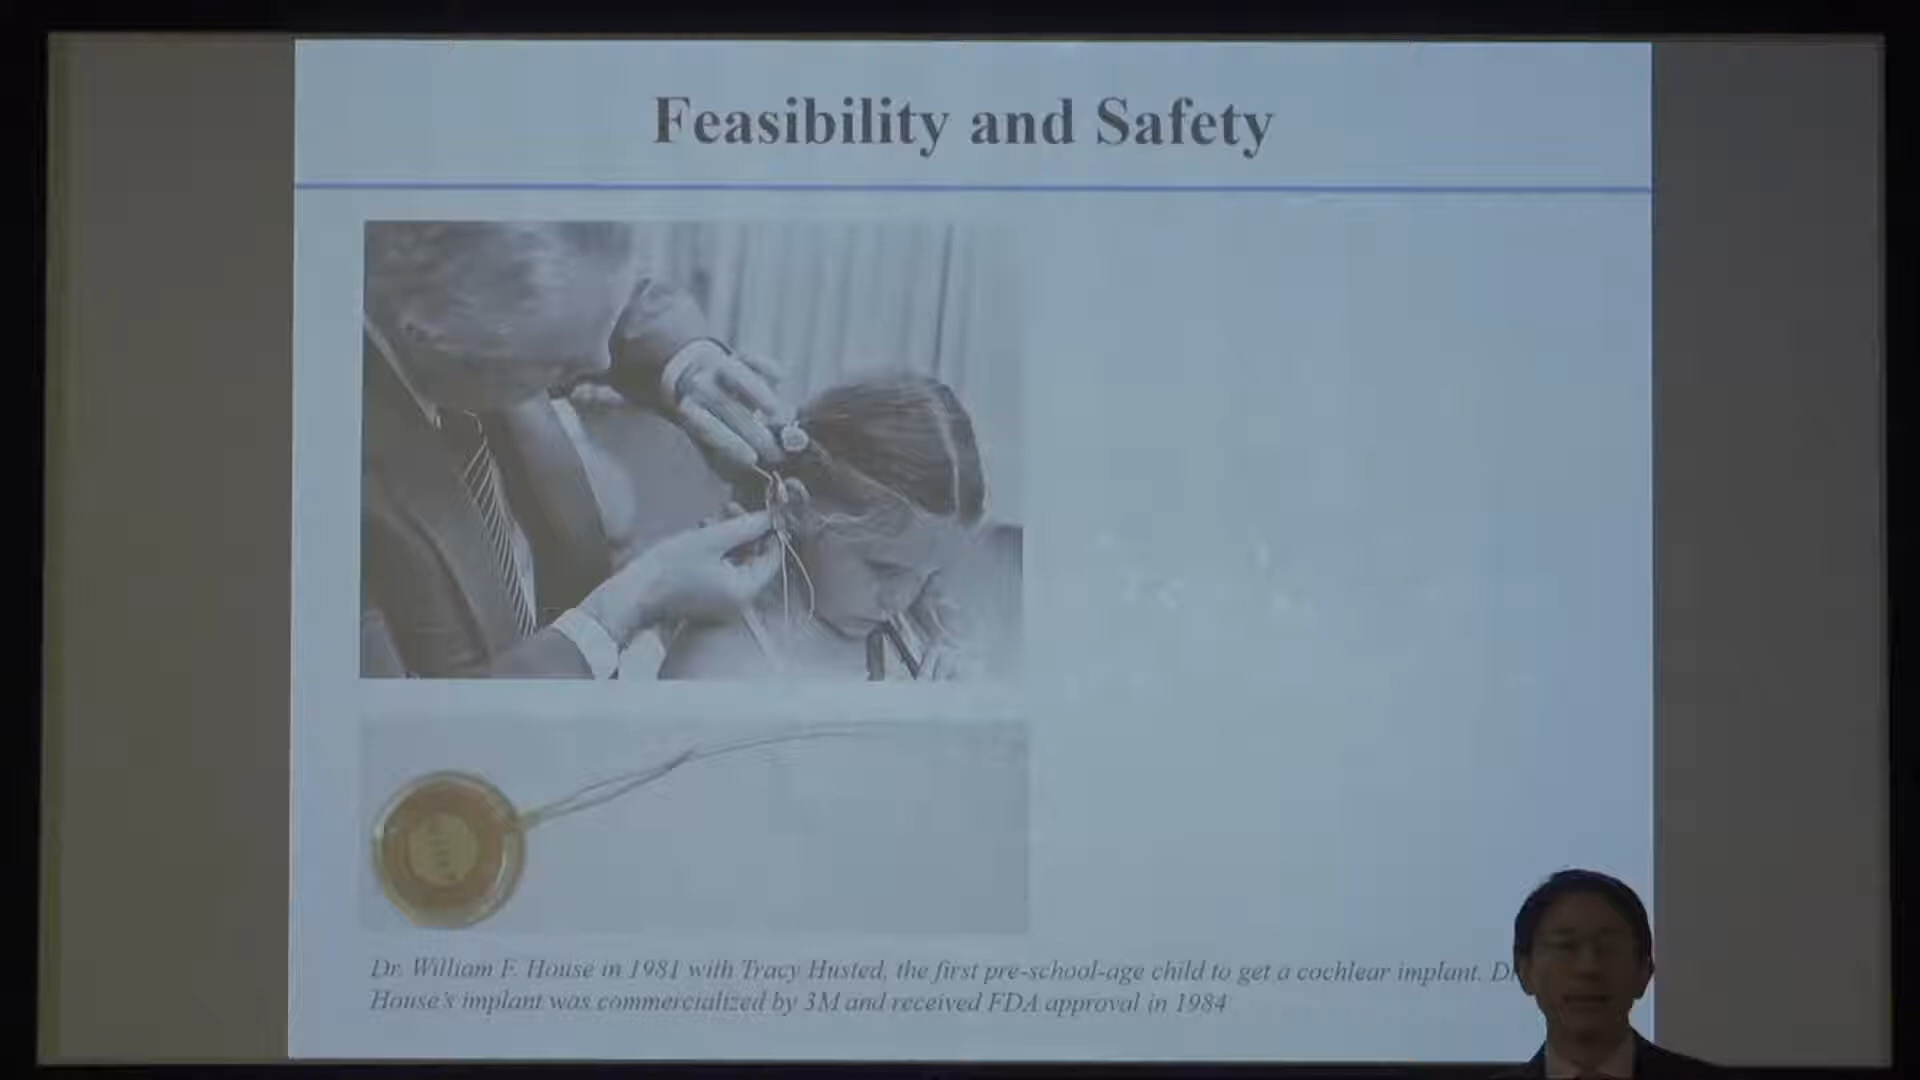 Feasibility and Safety
Dr. William F. House in 1981 with Tracy Husted, the first pre-school-age child to get a cochlear implant.
House's implant was commercialized by 3M and received FDA approval in 1984